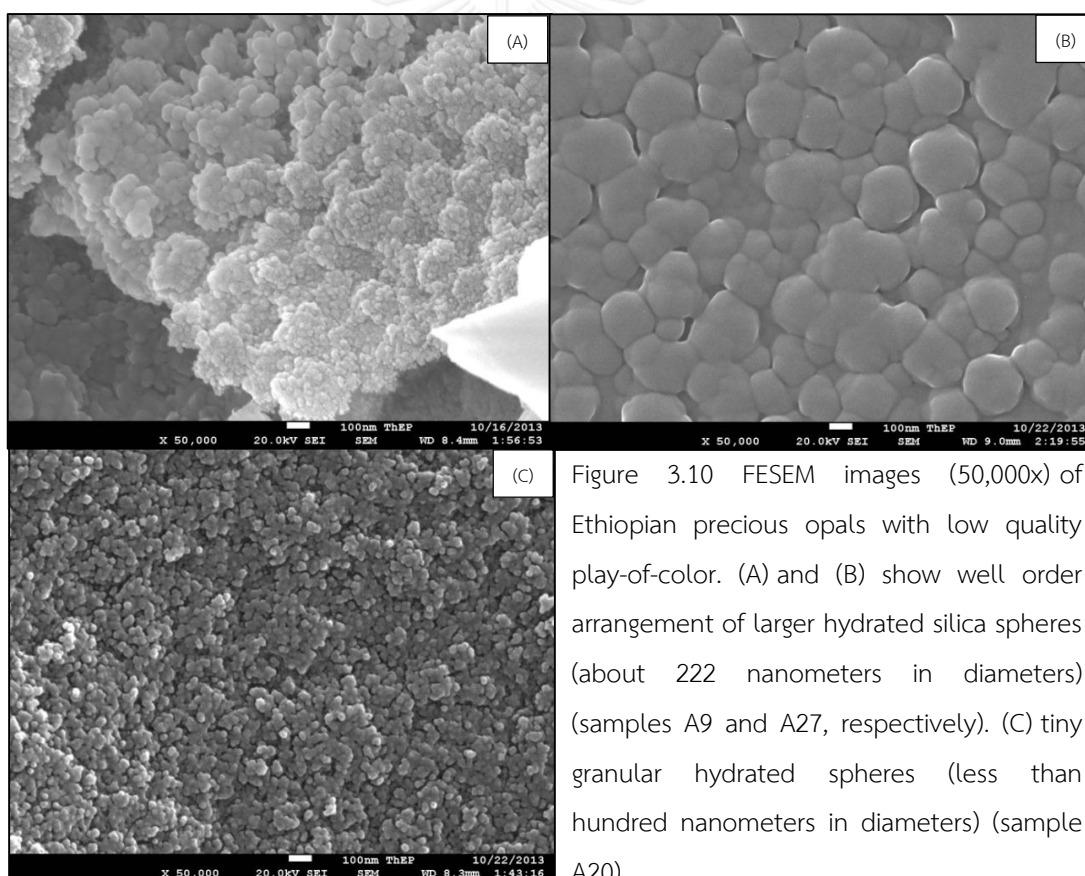 (A)
100nm ThEP 10/16/2013
X 50,000 20.0kV SEI SEM WD 8.4mm 1:56:53
(B)
100nm ThEP 10/22/2013
X 50,000 20.0kV SEI SEM WD 9.0mm 2:19:55
(C)
100nm ThEP 10/22/2013
X 50,000 20.0kV SEI SEM WD 8.3mm 1:43:16
Figure 3.10 FESEM images (50,000x) of
Ethiopian precious opals with low quality
play-of-color. (A) and (B) show well order
arrangement of larger hydrated silica spheres
(about 222 nanometers in diameters)
(samples A9 and A27, respectively). (C) tiny
granular hydrated spheres (less than
hundred nanometers in diameters) (sample
A20)